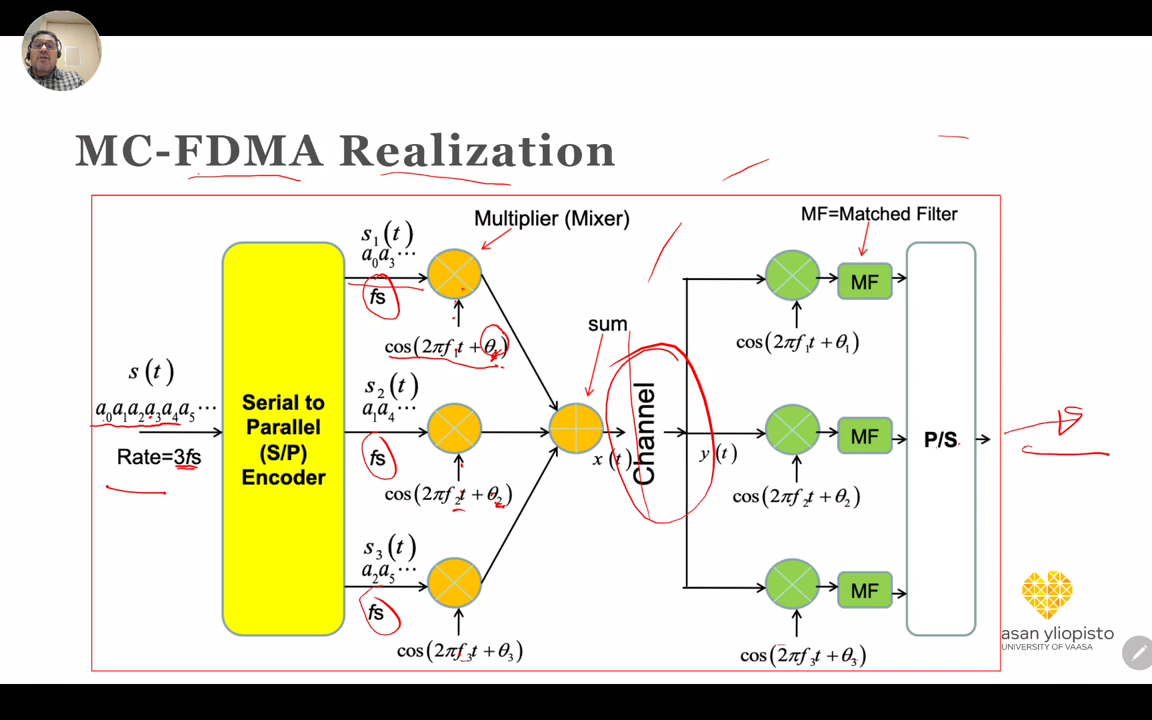 MC-FDMA Realization
Multiplier (Mixer)
MF=Matched Filter
s₁(t)
a₀a₃⋯
fs
MF
cos(2πf₁t + θ₁)
cos(2πf₁t + θ₁)
sum
s(t)
a₀a₁a₂a₃a₄a₅⋯
Rate=3fs
Serial to
Parallel
(S/P)
Encoder
s₂(t)
a₁a₄⋯
fs
x(t)
Channel
y(t)
MF
P/S
cos(2πf₂t + θ₂)
cos(2πf₂t + θ₂)
s₃(t)
a₂a₅⋯
fs
MF
cos(2πf₃t + θ₃)
cos(2πf₃t + θ₃)
asan yliopisto
UNIVERSITY OF VAASA